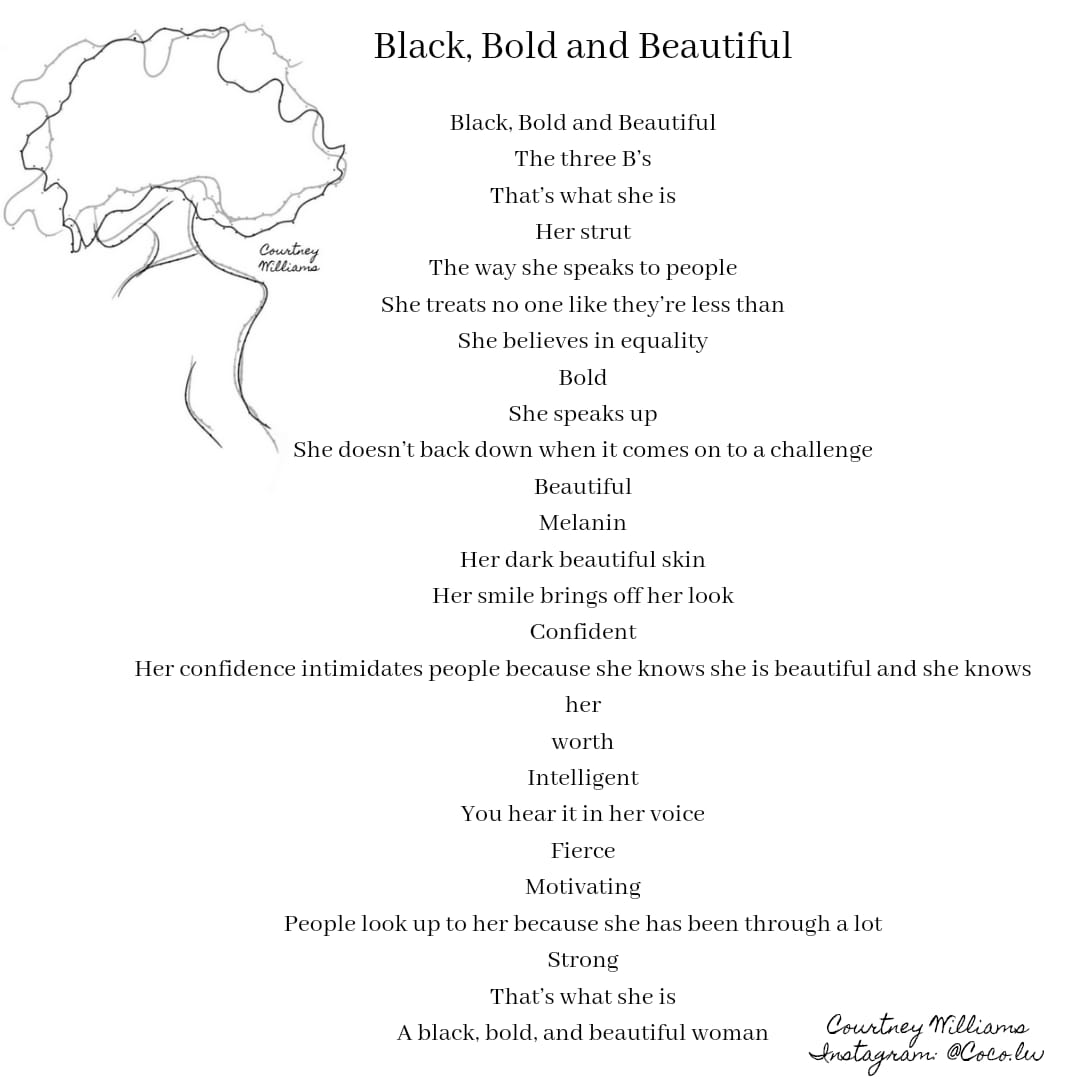 Black, Bold and Beautiful
Black, Bold and Beautiful
The three B's
That's what she is
Her strut
Courtney
Williams
The way she speaks to people
She treats no one like they're less than
She believes in equality
Bold
She speaks up
She doesn't back down when it comes on to a challenge
Beautiful
Melanin
Her dark beautiful skin
Her smile brings off her look
Confident
Her confidence intimidates people because she knows she is beautiful and she knows
her
worth
Intelligent
You hear it in her voice
Fierce
Motivating
People look up to her because she has been through a lot
Strong
That's what she is
A black, bold, and beautiful woman
Courtney Williams
Instagram: @Coco.lw